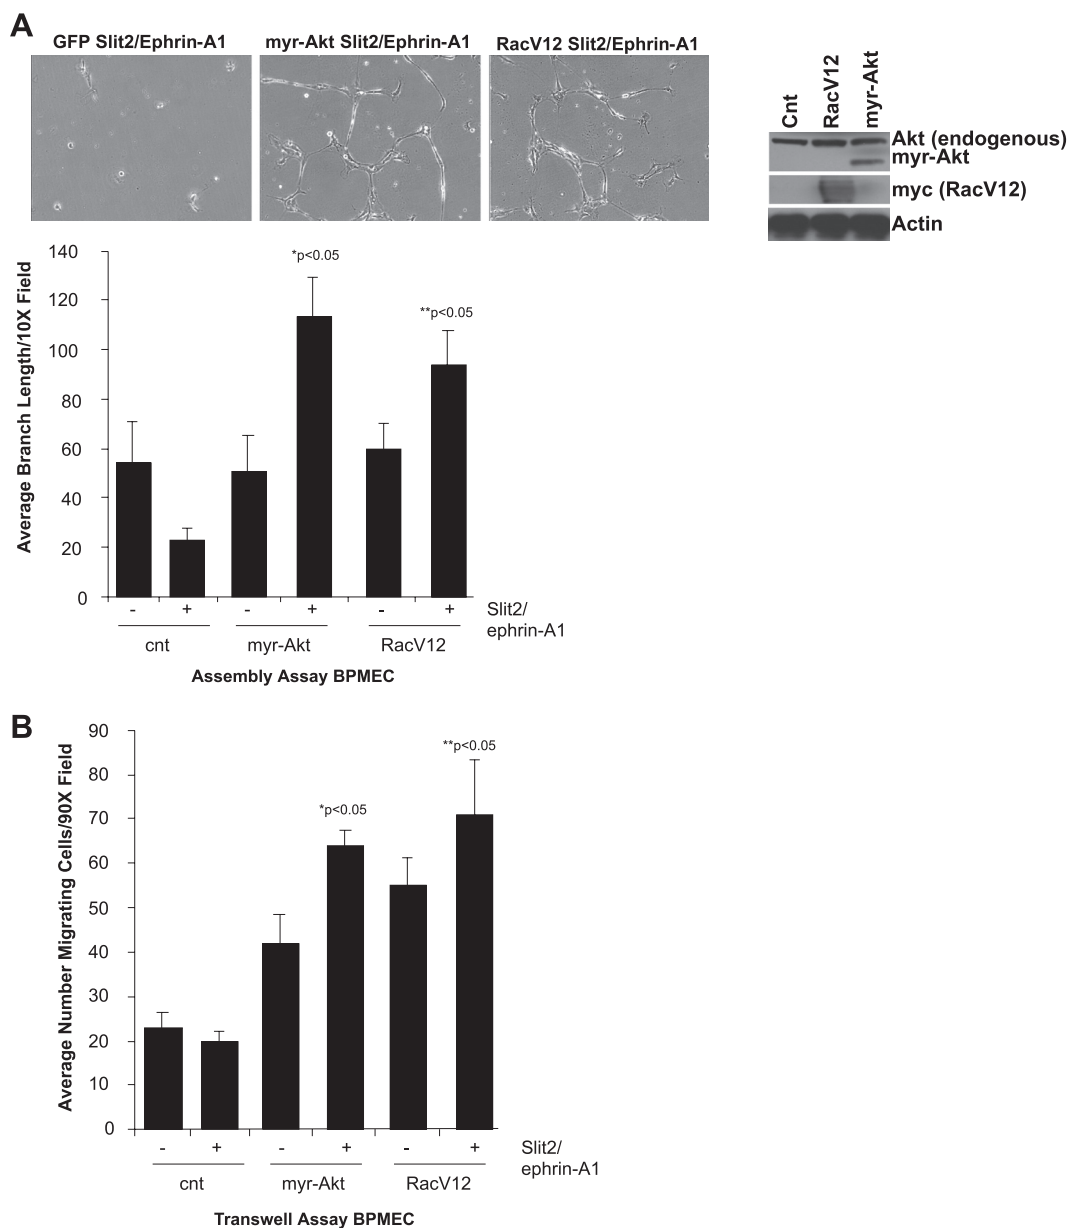 A
GFP Slit2/Ephrin-A1
myr-Akt Slit2/Ephrin-A1
RacV12 Slit2/Ephrin-A1
Cnt
RacV12
myr-Akt
Akt (endogenous)
myr-Akt
myc (RacV12)
Actin
Average Branch Length/10X Field
140
120
100
80
60
40
20
0
*p<0.05
**p<0.05
- + - + - +
Slit2/
ephrin-A1
cnt
myr-Akt
RacV12
Assembly Assay BPMEC
B
Average Number Migrating Cells/90X Field
90
80
70
60
50
40
30
20
10
0
*p<0.05
**p<0.05
- + - + - +
Slit2/
ephrin-A1
cnt
myr-Akt
RacV12
Transwell Assay BPMEC